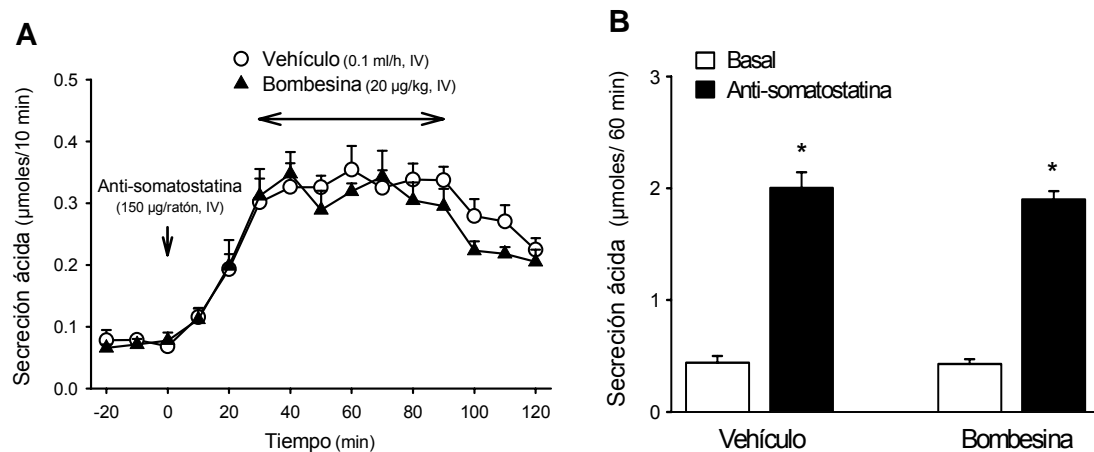 A
Vehículo (0.1 ml/h, IV)
Bombesina (20 µg/kg, IV)
0.5
0.4
0.3
0.2
0.1
0.0
Secreción ácida (µmoles/10 min)
Anti-somatostatina
(150 µg/ratón, IV)
-20 0 20 40 60 80 100 120
Tiempo (min)
B
Basal
Anti-somatostatina
3
2
1
0
Secreción ácida (µmoles/ 60 min)
* *
Vehículo Bombesina